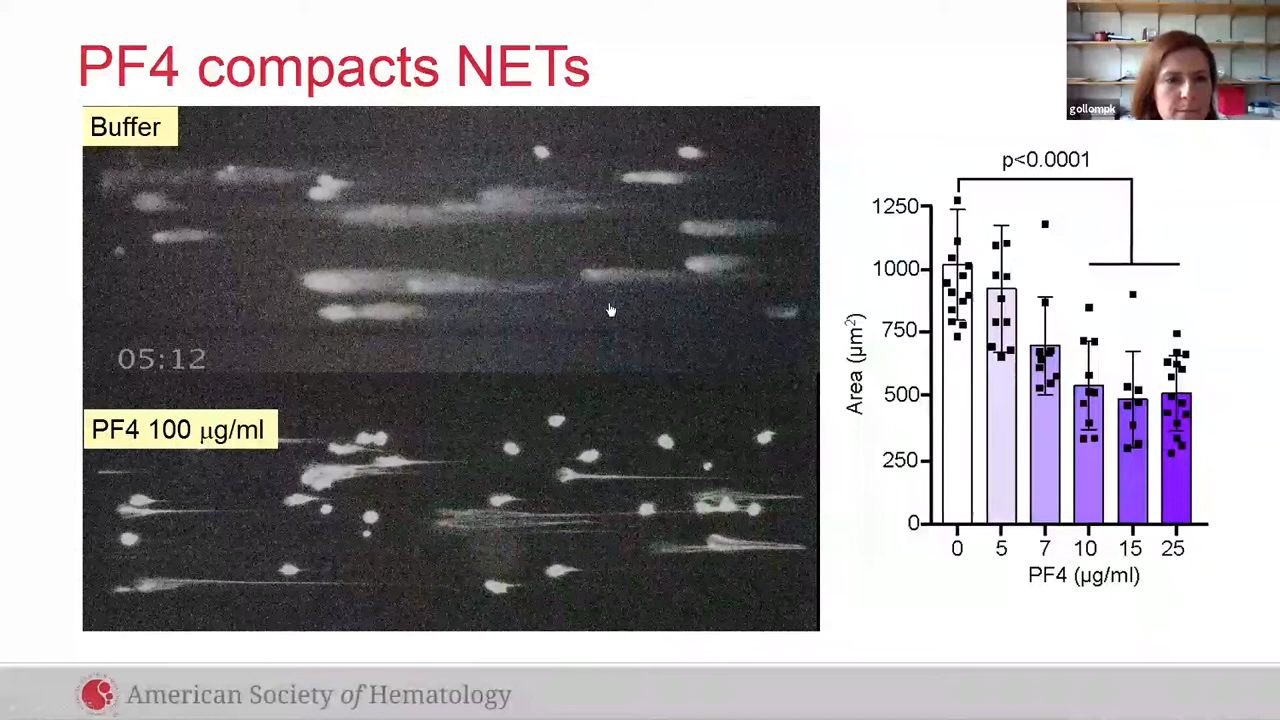 PF4 compacts NETs
gollompk
Buffer
05:12
PF4 100 μg/ml
p<0.0001
1250
1000
750
500
250
0
Area (μm²)
0 5 7 10 15 25
PF4 (μg/ml)
American Society of Hematology